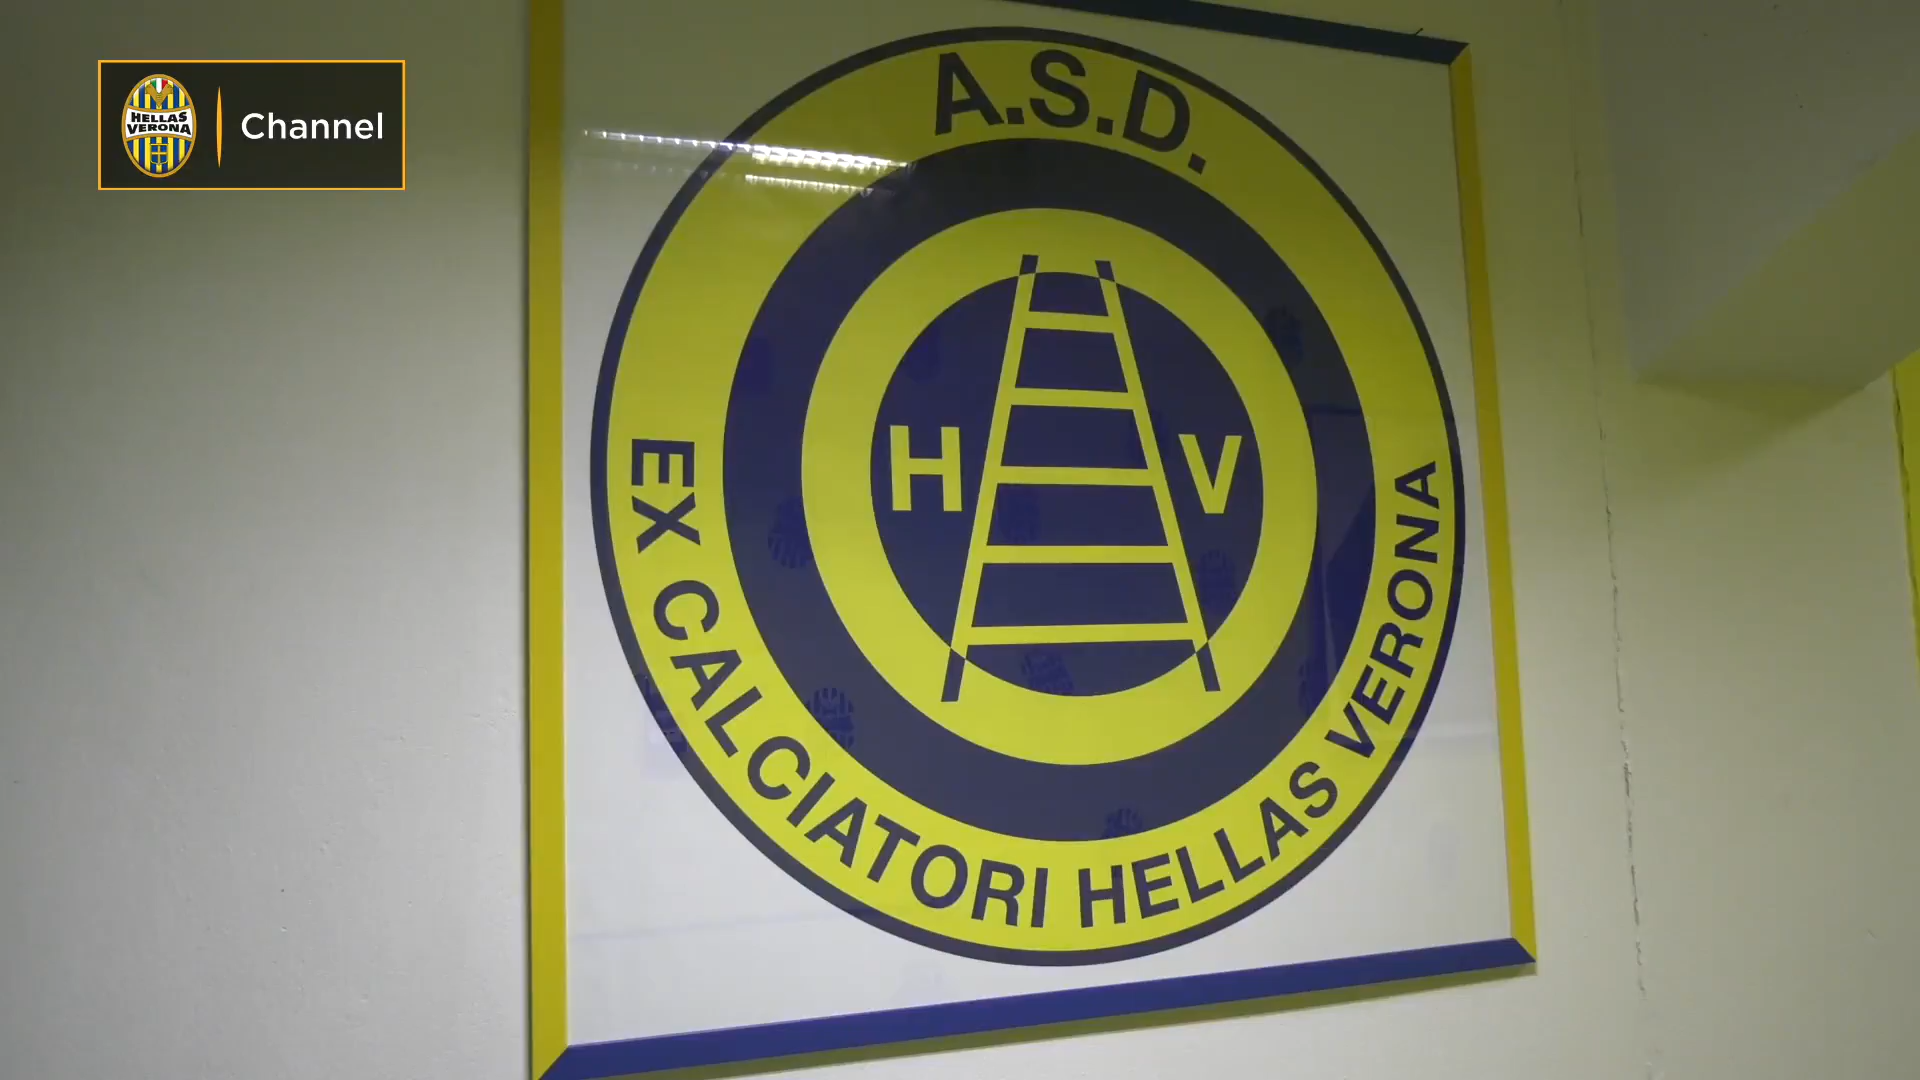 HELLAS
VERONA
Channel
A.S.D.
H V
EX CALCIATORI HELLAS VERONA